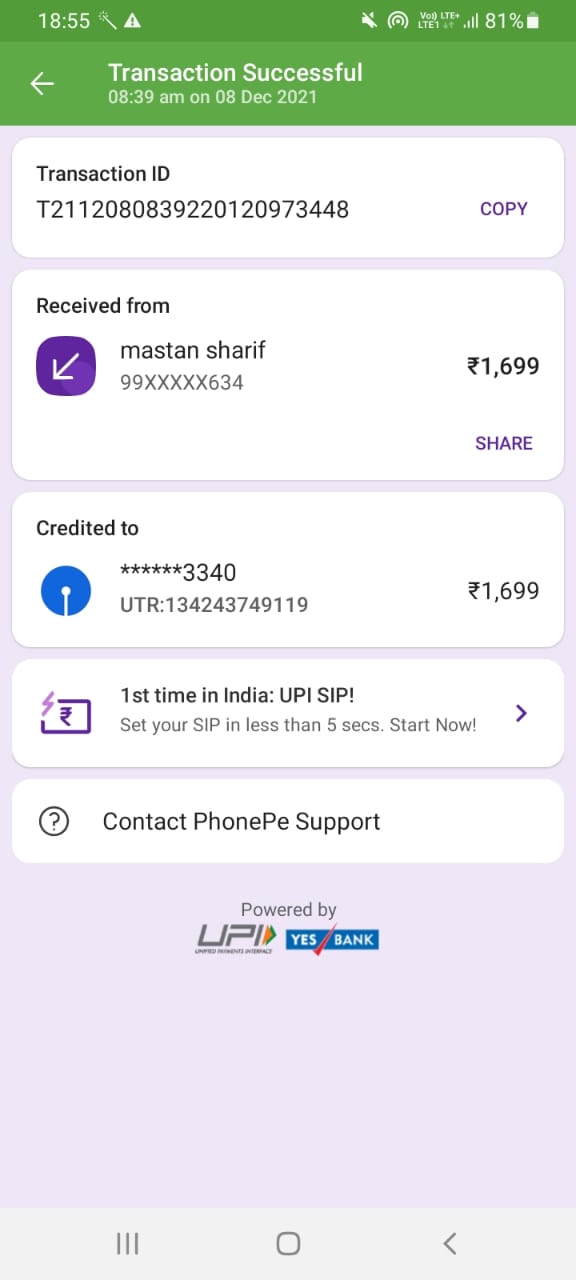 18:55
Vo) LTE+
LTE1
81%
Transaction Successful
08:39 am on 08 Dec 2021
Transaction ID
T2112080839220120973448
COPY
Received from
mastan sharif
99XXXXX634
₹1,699
SHARE
Credited to
******3340
UTR:134243749119
₹1,699
1st time in India: UPI SIP!
Set your SIP in less than 5 secs. Start Now!
Contact PhonePe Support
Powered by
UPI
UNIFIED PAYMENTS INTERFACE
YES BANK